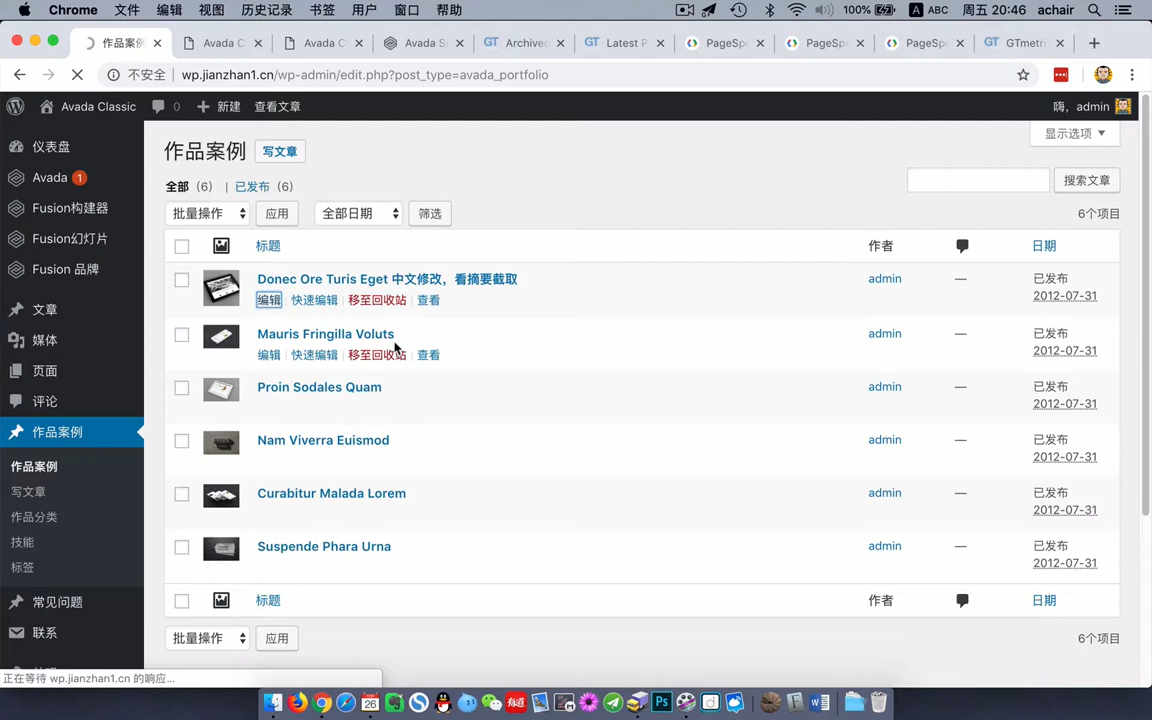 Chrome 文件 编辑 视图 历史记录 书签 用户 窗口 帮助 100% A ABC 周五 20:46 achair
作品案例 Avada C Avada C Avada S GT Archive GT Latest P PageSpe PageSpe PageSpe GT GTmetri
不安全 wp.jianzhan1.cn/wp-admin/edit.php?post_type=avada_portfolio
Avada Classic 0 新建 查看文章 嗨，admin
显示选项
作品案例 写文章
全部 (6) | 已发布 (6)
搜索文章
批量操作 应用 全部日期 筛选 6个项目
标题 作者 日期
Donec Ore Turis Eget 中文修改，看摘要截取 admin — 已发布
编辑 | 快速编辑 | 移至回收站 | 查看 2012-07-31
Mauris Fringilla Voluts admin — 已发布
编辑 | 快速编辑 | 移至回收站 | 查看 2012-07-31
Proin Sodales Quam admin — 已发布
2012-07-31
Nam Viverra Euismod admin — 已发布
2012-07-31
Curabitur Malada Lorem admin — 已发布
2012-07-31
Suspende Phara Urna admin — 已发布
2012-07-31
标题 作者 日期
批量操作 应用 6个项目
仪表盘
Avada 1
Fusion构建器
Fusion幻灯片
Fusion 品牌
文章
媒体
页面
评论
作品案例
作品案例
写文章
作品分类
技能
标签
常见问题
联系
正在等待 wp.jianzhan1.cn 的响应...
26 有道 Ps W